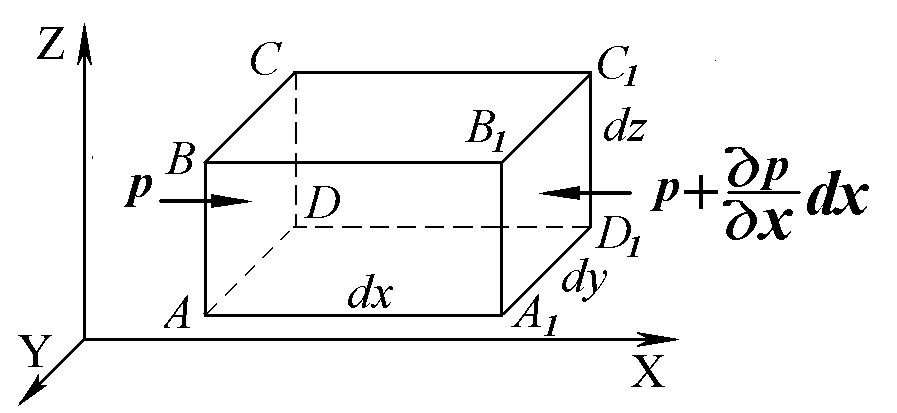 Z
C
C₁
B₁
dz
B
p
D
p+∂p/∂x dx
D₁
dx
dy
A
A₁
Y
X